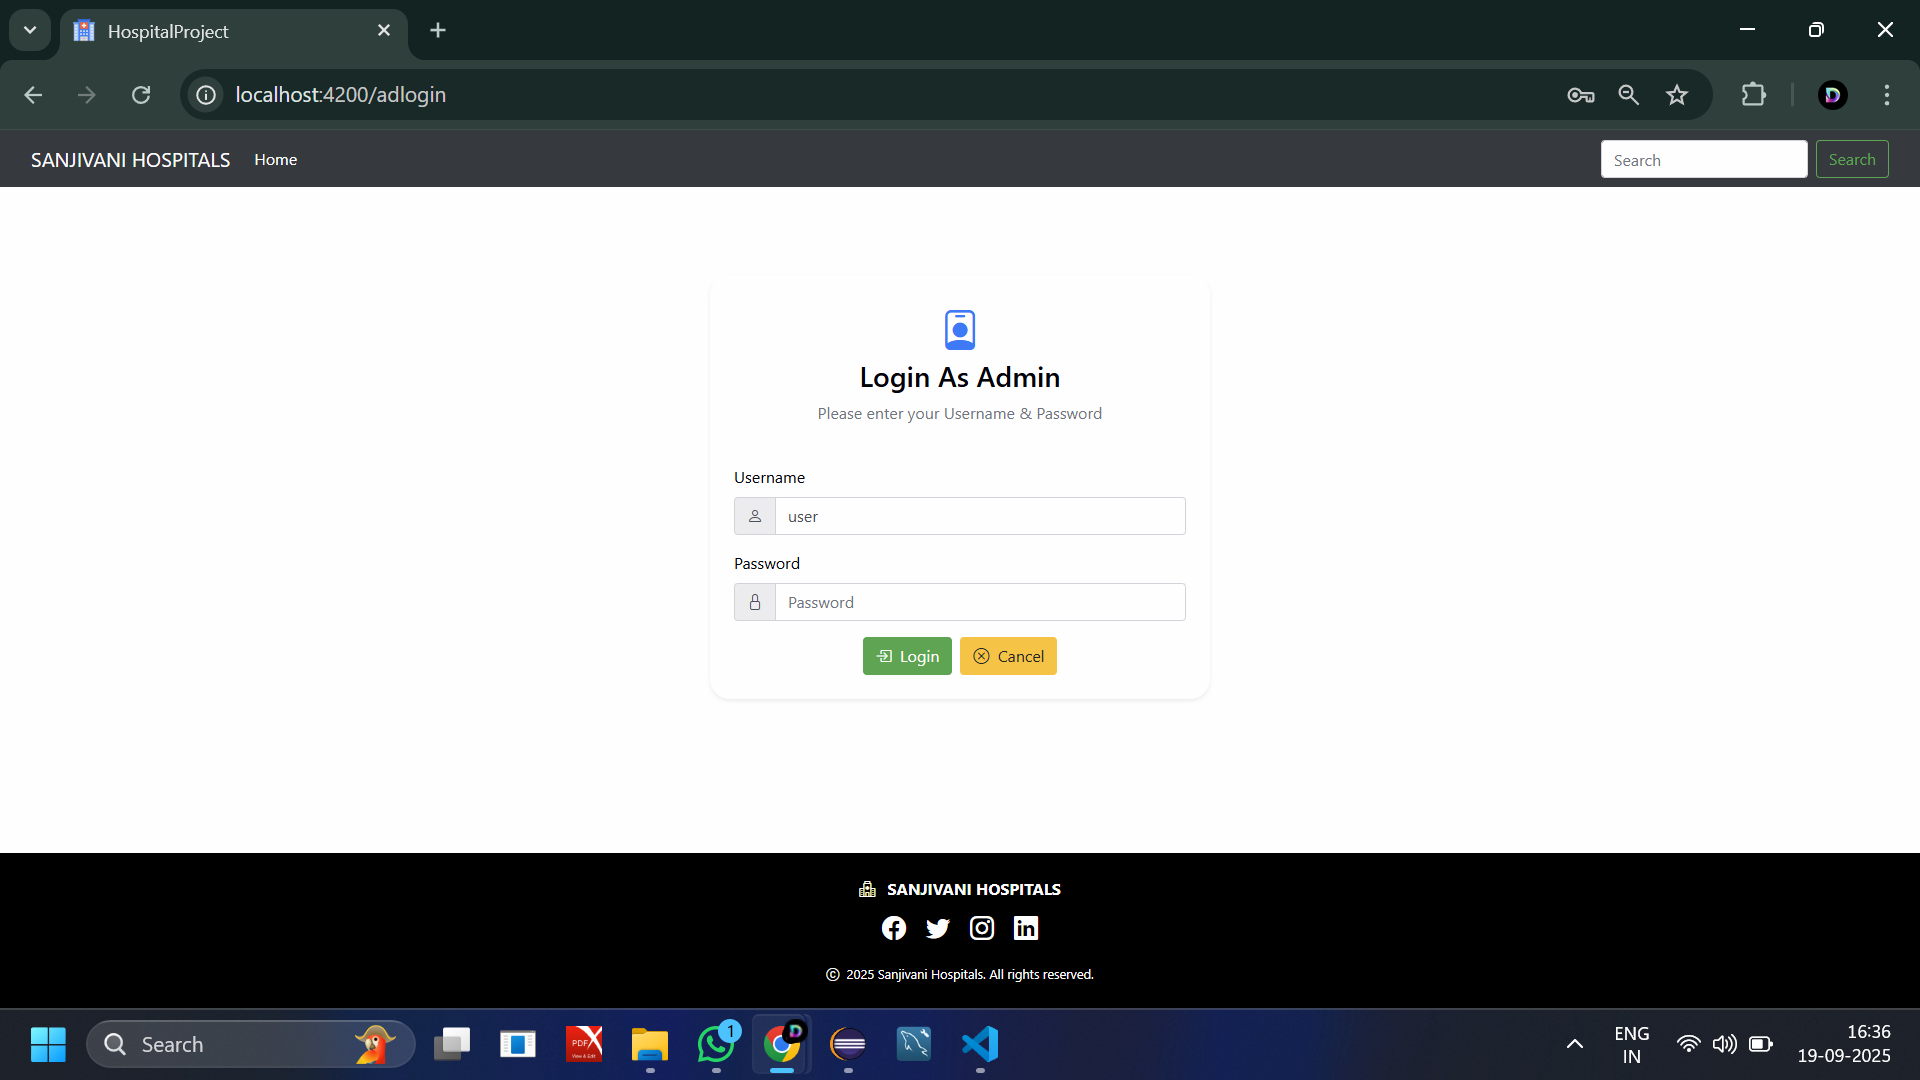 HospitalProject
localhost:4200/adlogin
SANJIVANI HOSPITALS Home Search Search
Login As Admin
Please enter your Username & Password
Username
user
Password
Password
Login Cancel
SANJIVANI HOSPITALS
© 2025 Sanjivani Hospitals. All rights reserved.
Search 1 ENG 16:36
IN 19-09-2025